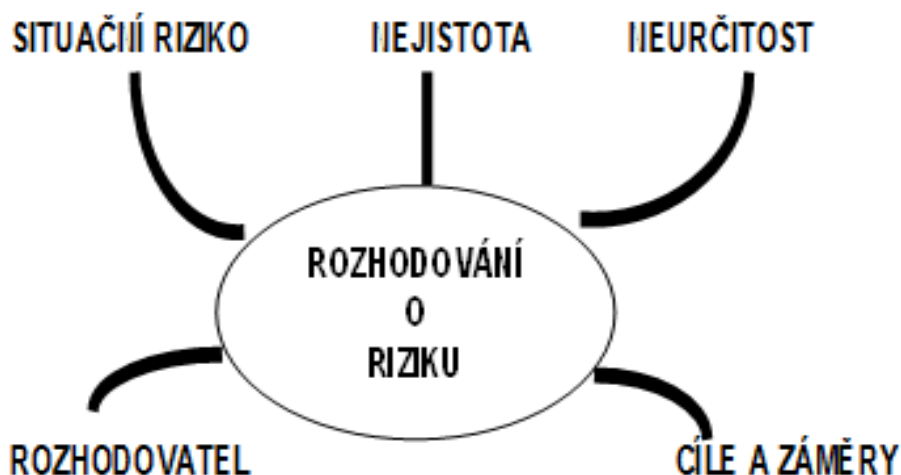 SITUAČNÍ RIZIKO
NEJISTOTA
NEURČITOST
ROZHODOVÁNÍ
O
RIZIKU
ROZHODOVATEL
CÍLE A ZÁMĚRY